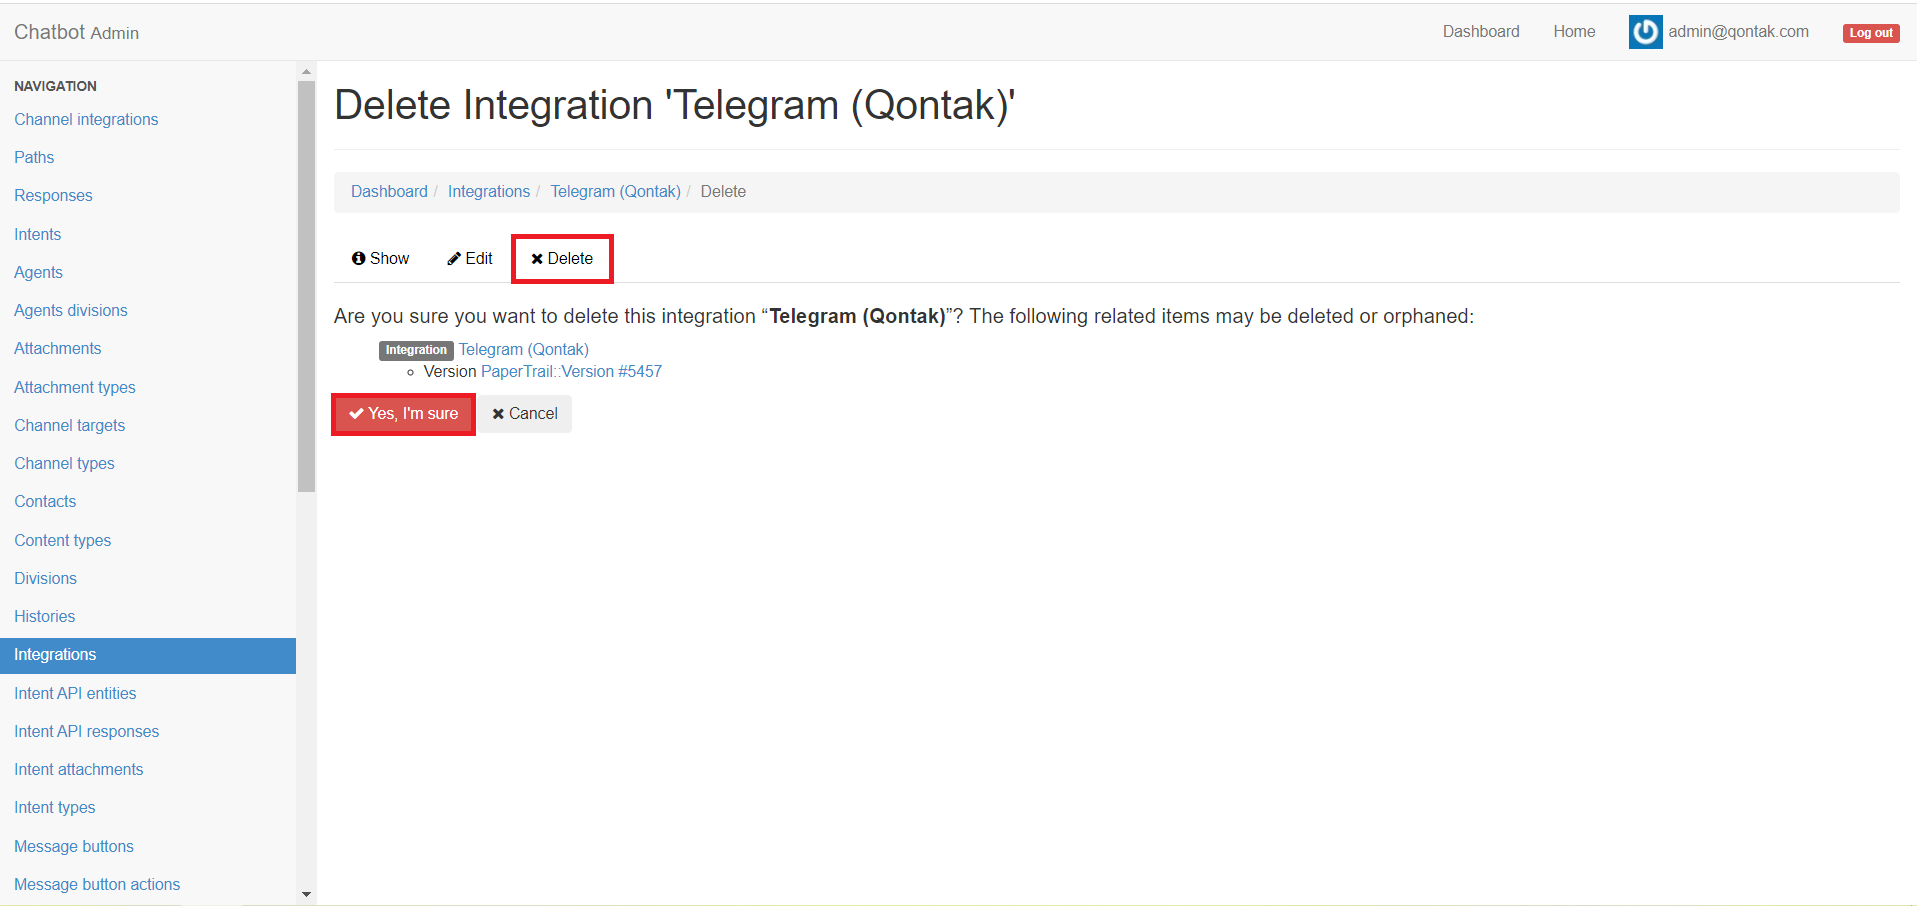 Chatbot Admin
Dashboard
Home
admin@qontak.com
Log out
NAVIGATION
Channel integrations
Paths
Responses
Intents
Agents
Agents divisions
Attachments
Attachment types
Channel targets
Channel types
Contacts
Content types
Divisions
Histories
Integrations
Intent API entities
Intent API responses
Intent attachments
Intent types
Message buttons
Message button actions
Delete Integration 'Telegram (Qontak)'
Dashboard / Integrations / Telegram (Qontak) / Delete
Show
Edit
Delete
Are you sure you want to delete this integration “Telegram (Qontak)”? The following related items may be deleted or orphaned:
Integration Telegram (Qontak)
Version PaperTrail::Version #5457
Yes, I'm sure
Cancel